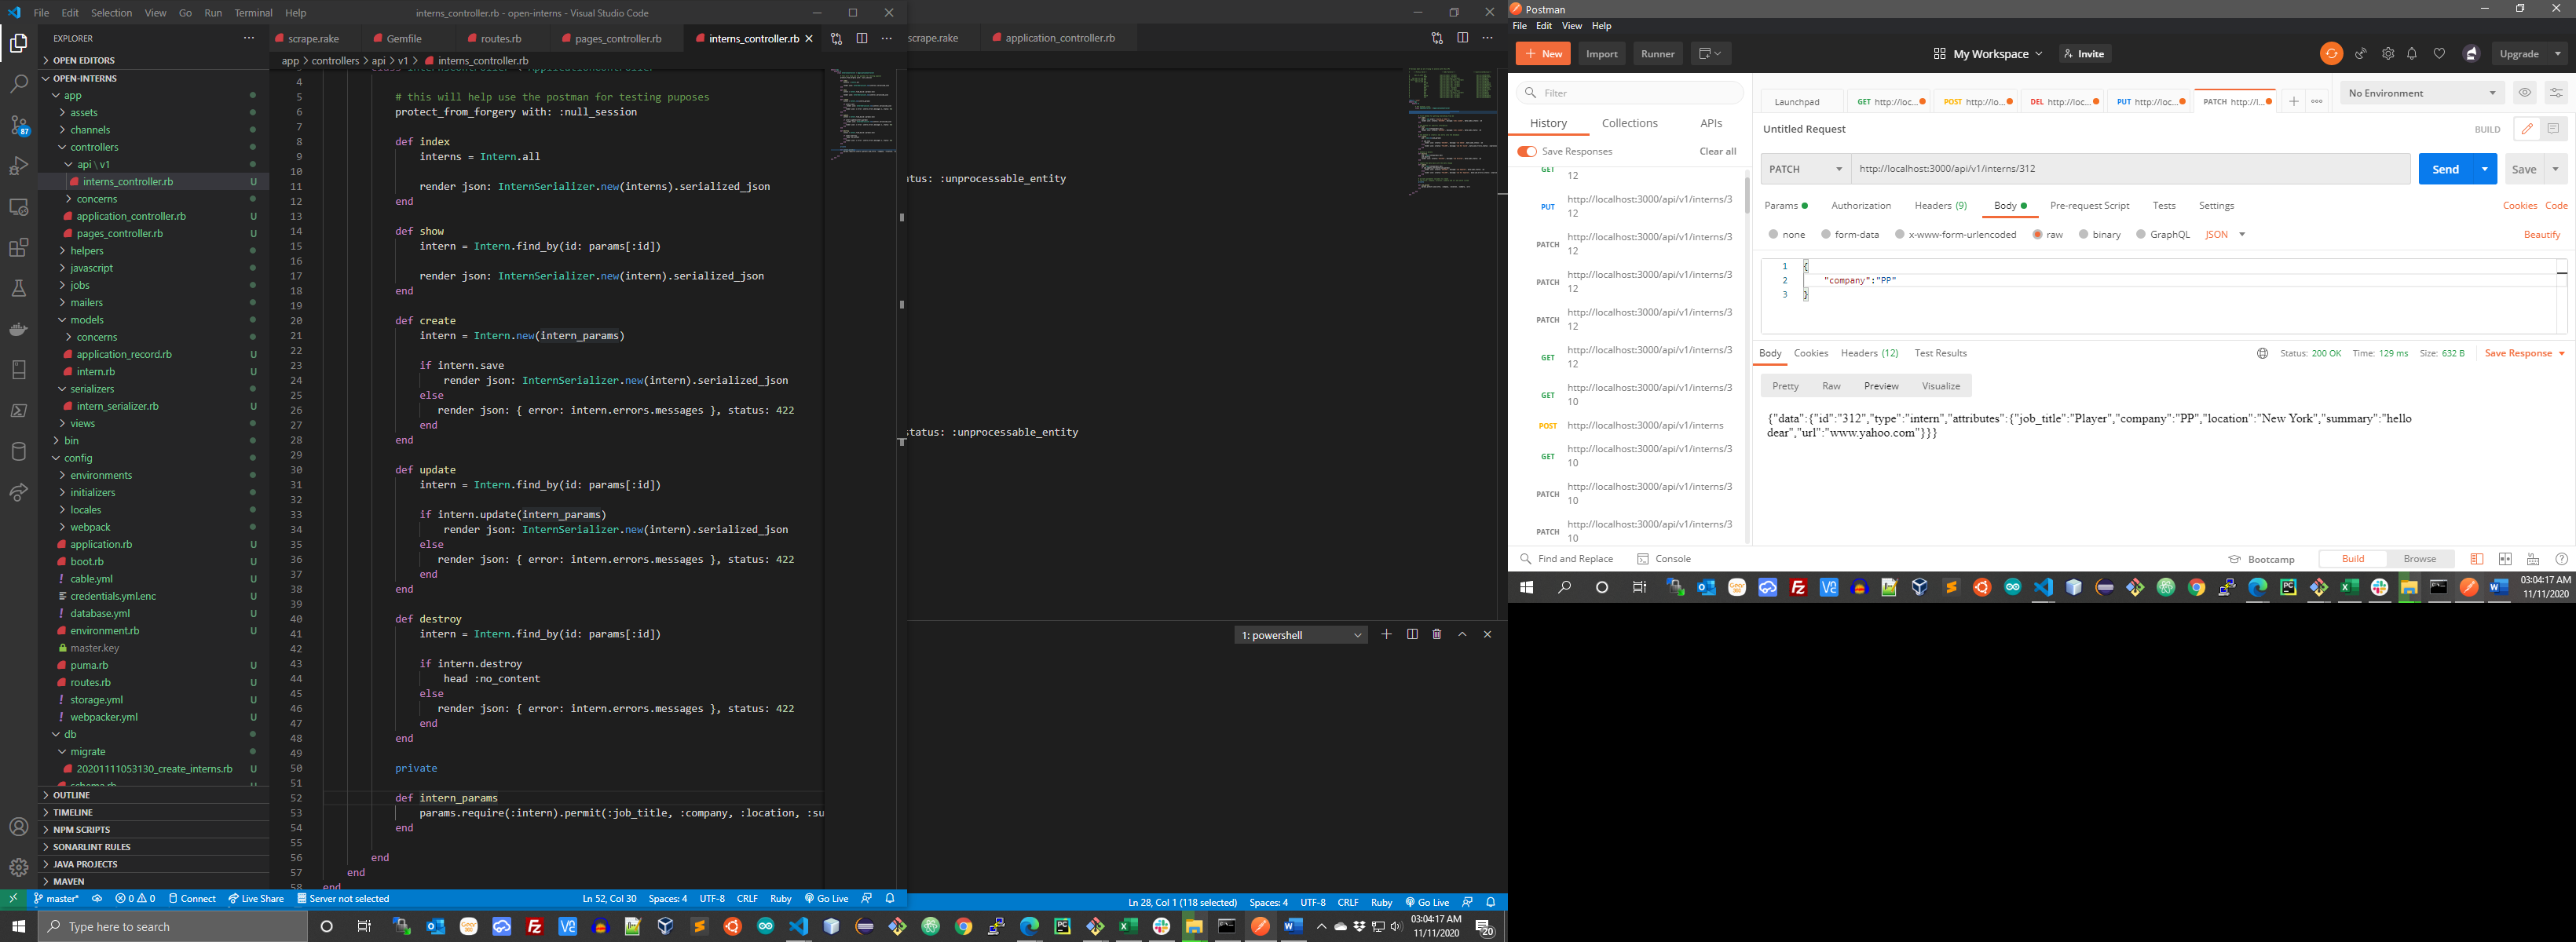 File Edit Selection View Go Run Terminal Help
interns_controller.rb - open-interns - Visual Studio Code
EXPLORER
OPEN EDITORS
OPEN-INTERNS
app
assets
channels
controllers
api \ v1
interns_controller.rb U
concerns
application_controller.rb U
pages_controller.rb U
helpers
javascript
jobs
mailers
models
concerns
application_record.rb U
intern.rb U
serializers
intern_serializer.rb U
views
bin
config
environments
initializers
locales
webpack
application.rb U
boot.rb U
! cable.yml U
credentials.yml.enc U
! database.yml U
environment.rb U
master.key
puma.rb U
routes.rb U
! storage.yml U
! webpacker.yml U
db
migrate
20201111053130_create_interns.rb U
OUTLINE
TIMELINE
NPM SCRIPTS
SONARLINT RULES
JAVA PROJECTS
MAVEN
87
scrape.rake Gemfile routes.rb pages_controller.rb interns_controller.rb
app > controllers > api > v1 > interns_controller.rb
4
5 # this will help use the postman for testing puposes
6 protect_from_forgery with: :null_session
7
8 def index
9 interns = Intern.all
10
11 render json: InternSerializer.new(interns).serialized_json
12 end
13
14 def show
15 intern = Intern.find_by(id: params[:id])
16
17 render json: InternSerializer.new(intern).serialized_json
18 end
19
20 def create
21 intern = Intern.new(intern_params)
22
23 if intern.save
24 render json: InternSerializer.new(intern).serialized_json
25 else
26 render json: { error: intern.errors.messages }, status: 422
27 end
28 end
29
30 def update
31 intern = Intern.find_by(id: params[:id])
32
33 if intern.update(intern_params)
34 render json: InternSerializer.new(intern).serialized_json
35 else
36 render json: { error: intern.errors.messages }, status: 422
37 end
38 end
39
40 def destroy
41 intern = Intern.find_by(id: params[:id])
42
43 if intern.destroy
44 head :no_content
45 else
46 render json: { error: intern.errors.messages }, status: 422
47 end
48 end
49
50 private
51
52 def intern_params
53 params.require(:intern).permit(:job_title, :company, :location, :su
54 end
55
56 end
57 end
58 end
master* 0 0 Connect Live Share Server not selected
Ln 52, Col 30 Spaces: 4 UTF-8 CRLF Ruby Go Live
scrape.rake application_controller.rb
tus: :unprocessable_entity
status: :unprocessable_entity
1: powershell
Ln 28, Col 1 (118 selected) Spaces: 4 UTF-8 CRLF Ruby Go Live
Type here to search
03:04:17 AM
11/11/2020
20
Postman
File Edit View Help
+ New Import Runner
My Workspace Invite
Upgrade
Filter
History Collections APIs
Save Responses Clear all
GET
12
PUT http://localhost:3000/api/v1/interns/3
12
PATCH http://localhost:3000/api/v1/interns/3
12
PATCH http://localhost:3000/api/v1/interns/3
12
PATCH http://localhost:3000/api/v1/interns/3
12
GET http://localhost:3000/api/v1/interns/3
12
GET http://localhost:3000/api/v1/interns/3
10
POST http://localhost:3000/api/v1/interns
GET http://localhost:3000/api/v1/interns/3
10
PATCH http://localhost:3000/api/v1/interns/3
10
PATCH http://localhost:3000/api/v1/interns/3
10
Launchpad GET http://loc... POST http://lo... DEL http://loc... PUT http://loc... PATCH http://l...
No Environment
Untitled Request
BUILD
PATCH http://localhost:3000/api/v1/interns/312
Send Save
Params Authorization Headers (9) Body Pre-request Script Tests Settings
Cookies Code
none form-data x-www-form-urlencoded raw binary GraphQL JSON
Beautify
1 {
2 "company":"PP"
3 }
Body Cookies Headers (12) Test Results
Status: 200 OK Time: 129 ms Size: 632 B Save Response
Pretty Raw Preview Visualize
{"data":{"id":"312","type":"intern","attributes":{"job_title":"Player","company":"PP","location":"New York","summary":"hello
dear","url":"www.yahoo.com"}}}
Find and Replace Console
Bootcamp Build Browse
03:04:17 AM
11/11/2020